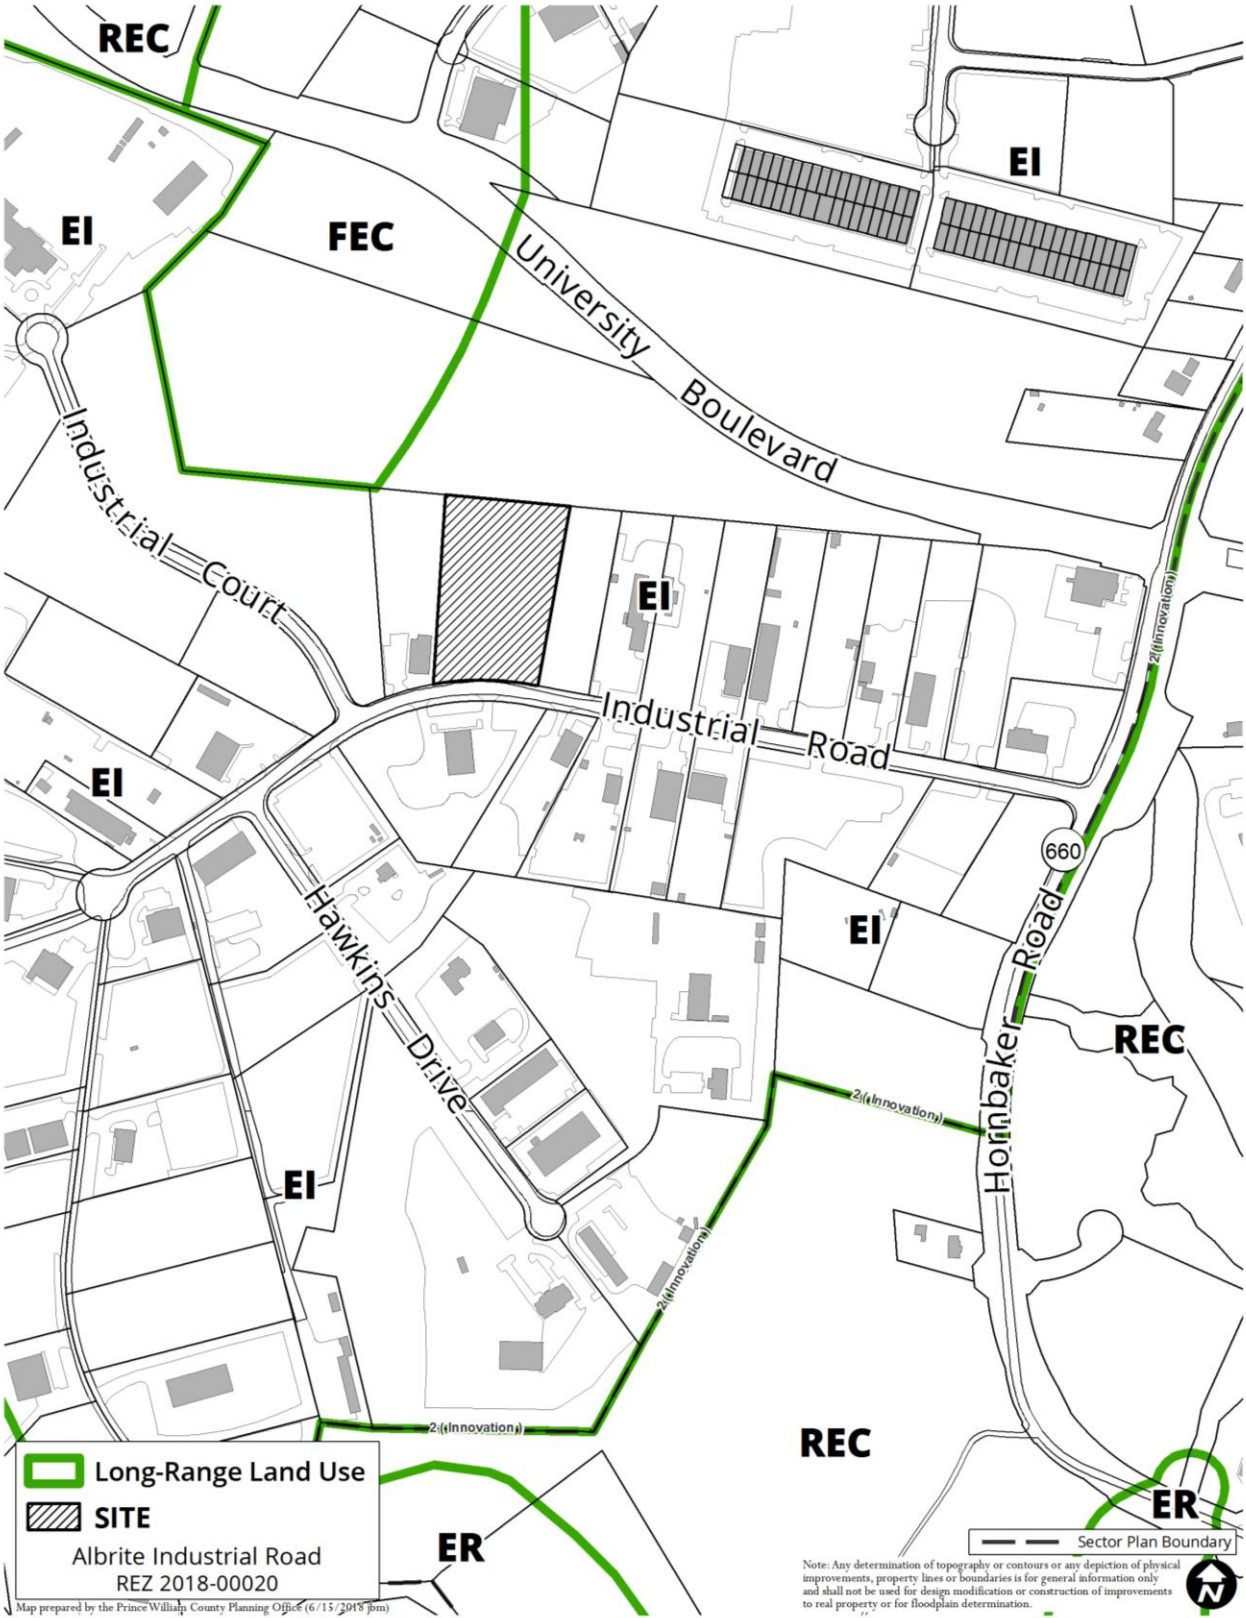 REC
EI
EI
FEC
University Boulevard
Industrial Court
EI
2 ( Innovation )
Industrial Road
EI
660
Hawkins Drive
EI
Hornbaker Road
REC
2 ( Innovation )
EI
2 ( Innovation )
2 ( Innovation )
REC
ER
ER
Long-Range Land Use
SITE
Albrite Industrial Road
REZ 2018-00020
Map prepared by the Prince William County Planning Office (6/15/2018 jbm)
Sector Plan Boundary
Note: Any determination of topography or contours or any depiction of physical
improvements, property lines or boundaries is for general information only
and shall not be used for design modification or construction of improvements
to real property or for floodplain determination.
N